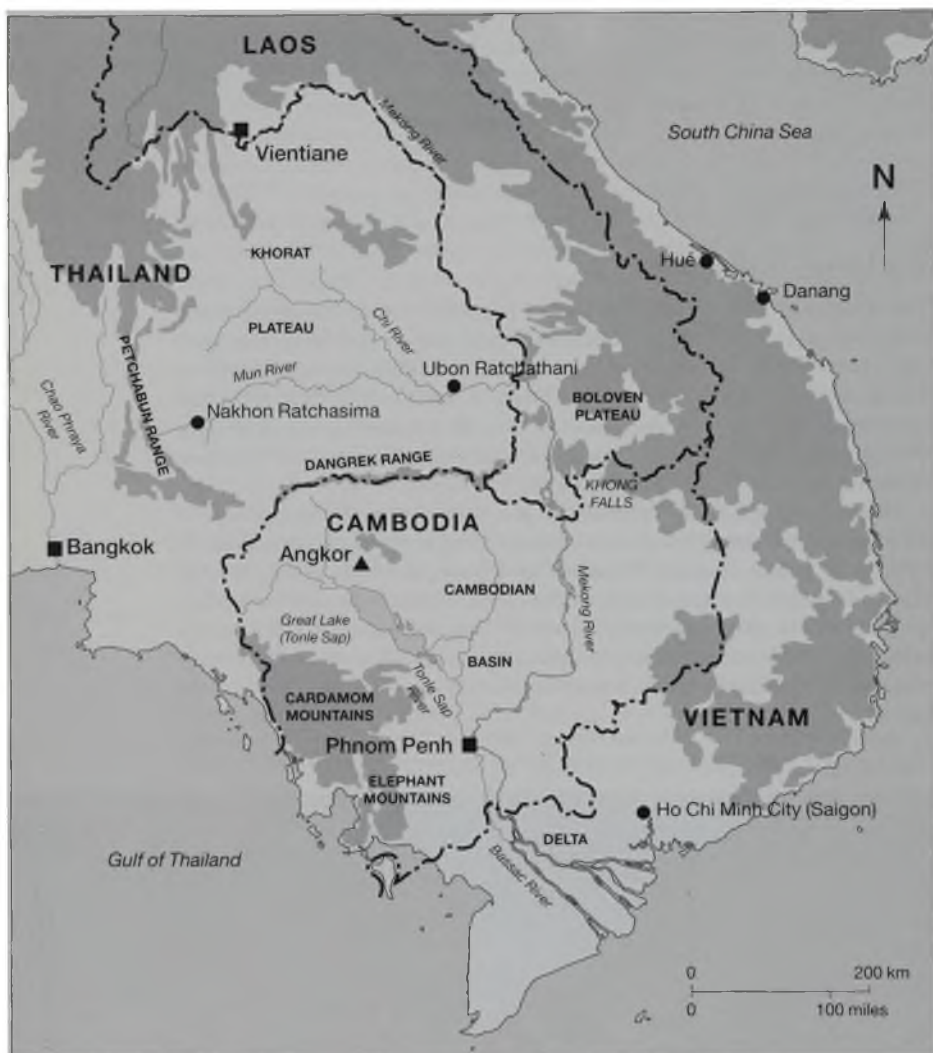 LAOS
Mekong River
South China Sea
Vientiane
N
KHORAT
Hué
THAILAND
Danang
PLATEAU
Chi River
Mun River
Ubon Ratchathani
Chao Phraya
River
PETCHABUN RANGE
BOLOVEN
PLATEAU
Nakhon Ratchasima
DANGREK RANGE
KHONG
FALLS
CAMBODIA
Bangkok
Angkor
CAMBODIAN
Mekong River
Great Lake
(Tonle Sap)
BASIN
Tonle Sap
River
CARDAMOM
MOUNTAINS
VIETNAM
Phnom Penh
ELEPHANT
MOUNTAINS
Ho Chi Minh City (Saigon)
DELTA
Gulf of Thailand
Bassac River
0 200 km
0 100 miles